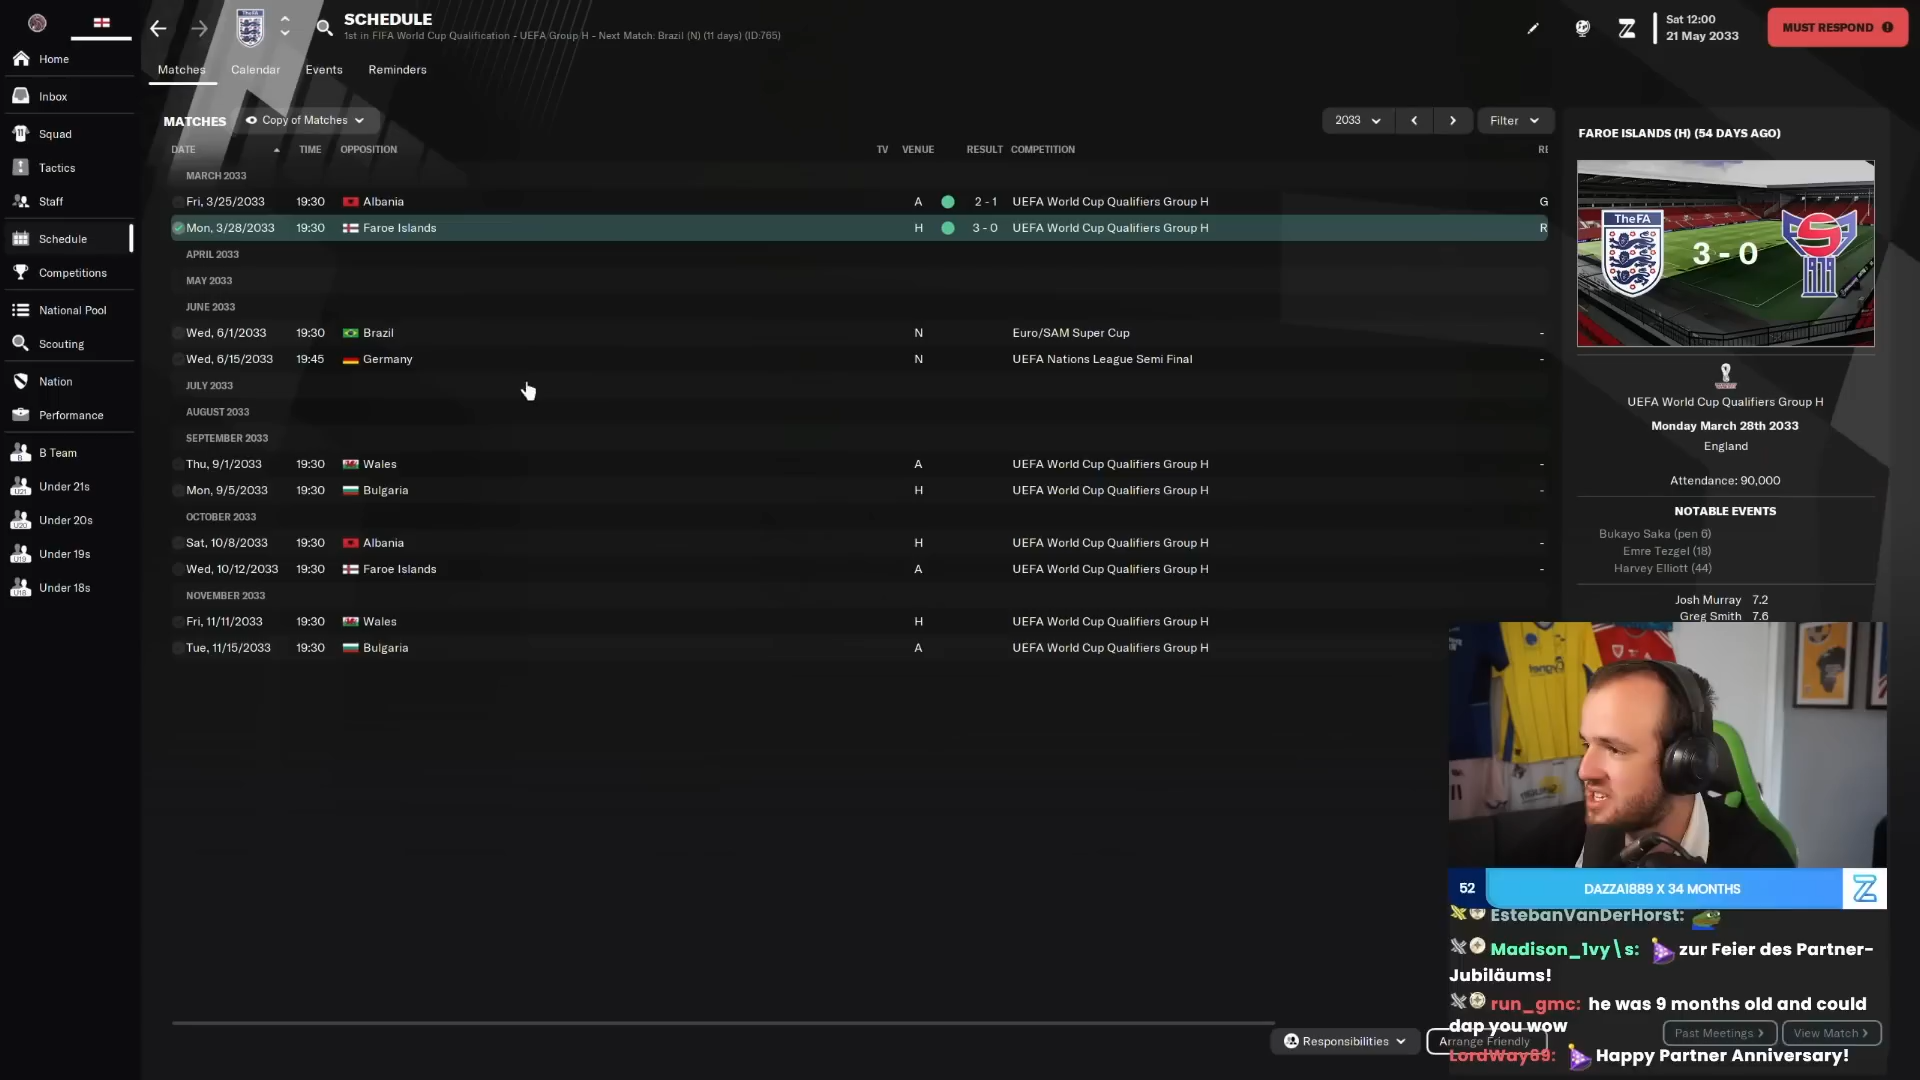 SCHEDULE
1st in FIFA World Cup Qualification - UEFA Group H - Next Match: Brazil (N) (11 days) (ID:765)
Sat 12:00
21 May 2033
MUST RESPOND
Matches Calendar Events Reminders
Home
Inbox
Squad
Tactics
Staff
Schedule
Competitions
National Pool
Scouting
Nation
Performance
B Team
Under 21s
Under 20s
Under 19s
Under 18s
MATCHES Copy of Matches 2033 Filter
DATE TIME OPPOSITION TV VENUE RESULT COMPETITION RE
MARCH 2033
Fri, 3/25/2033 19:30 Albania A 2 - 1 UEFA World Cup Qualifiers Group H G
Mon, 3/28/2033 19:30 Faroe Islands H 3 - 0 UEFA World Cup Qualifiers Group H R
APRIL 2033
MAY 2033
JUNE 2033
Wed, 6/1/2033 19:30 Brazil N Euro/SAM Super Cup -
Wed, 6/15/2033 19:45 Germany N UEFA Nations League Semi Final -
JULY 2033
AUGUST 2033
SEPTEMBER 2033
Thu, 9/1/2033 19:30 Wales A UEFA World Cup Qualifiers Group H -
Mon, 9/5/2033 19:30 Bulgaria H UEFA World Cup Qualifiers Group H -
OCTOBER 2033
Sat, 10/8/2033 19:30 Albania H UEFA World Cup Qualifiers Group H -
Wed, 10/12/2033 19:30 Faroe Islands A UEFA World Cup Qualifiers Group H -
NOVEMBER 2033
Fri, 11/11/2033 19:30 Wales H UEFA World Cup Qualifiers Group H
Tue, 11/15/2033 19:30 Bulgaria A UEFA World Cup Qualifiers Group H
FAROE ISLANDS (H) (54 DAYS AGO)
The FA
3 - 0
1979
UEFA World Cup Qualifiers Group H
Monday March 28th 2033
England
Attendance: 90,000
NOTABLE EVENTS
Bukayo Saka (pen 6)
Emre Tezgel (18)
Harvey Elliott (44)
Josh Murray 7.2
Greg Smith 7.6
52 DAZZA1889 X 34 MONTHS
EstebanVanDerHorst:
Madison_1vy\s: zur Feier des Partner-
Jubiläums!
run_gmc: he was 9 months old and could
dap you wow
LordWay69: Happy Partner Anniversary!
Responsibilities Arrange Friendly Past Meetings View Match